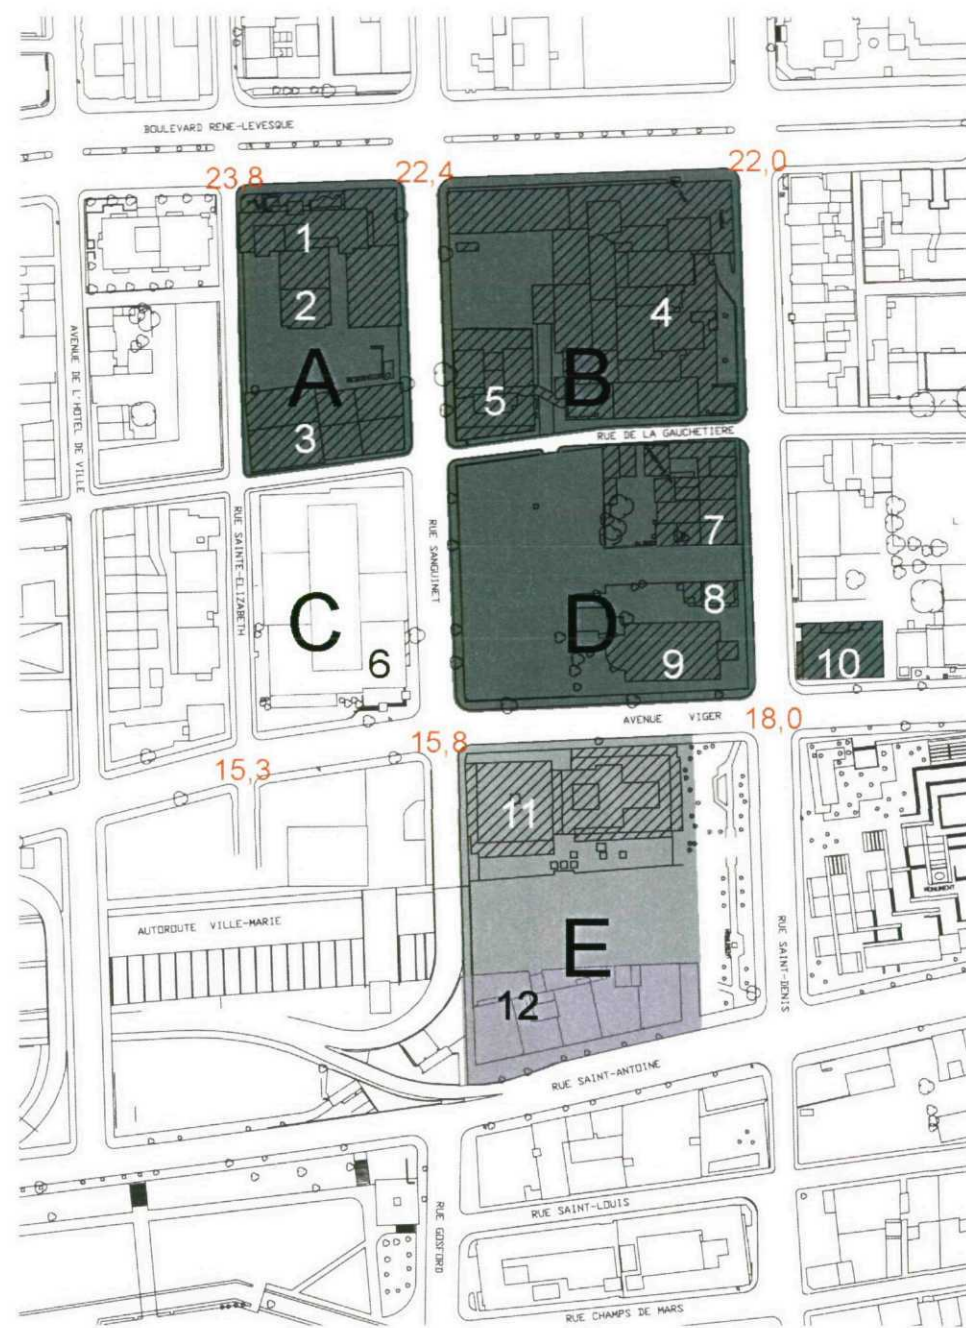 BOULEVARD RENE-LEVESQUE
23,8
22,4
22,0
1
2
A
3
4
5
B
AVENUE DE L'HOTEL DE VILLE
RUE DE LA GAUCHETIERE
RUE SAINTE-ELIZABETH
RUE SANGUINET
C
6
7
8
D
9
10
L
AVENUE VIGER
18,0
15,8
15,3
11
MONUMENT
AUTOROUTE VILLE-MARIE
E
12
RUE SAINT-DENIS
RUE SAINT-ANTOINE
RUE SAINT-LOUIS
RUE GOSFORD
RUE CHAMPS DE MARS